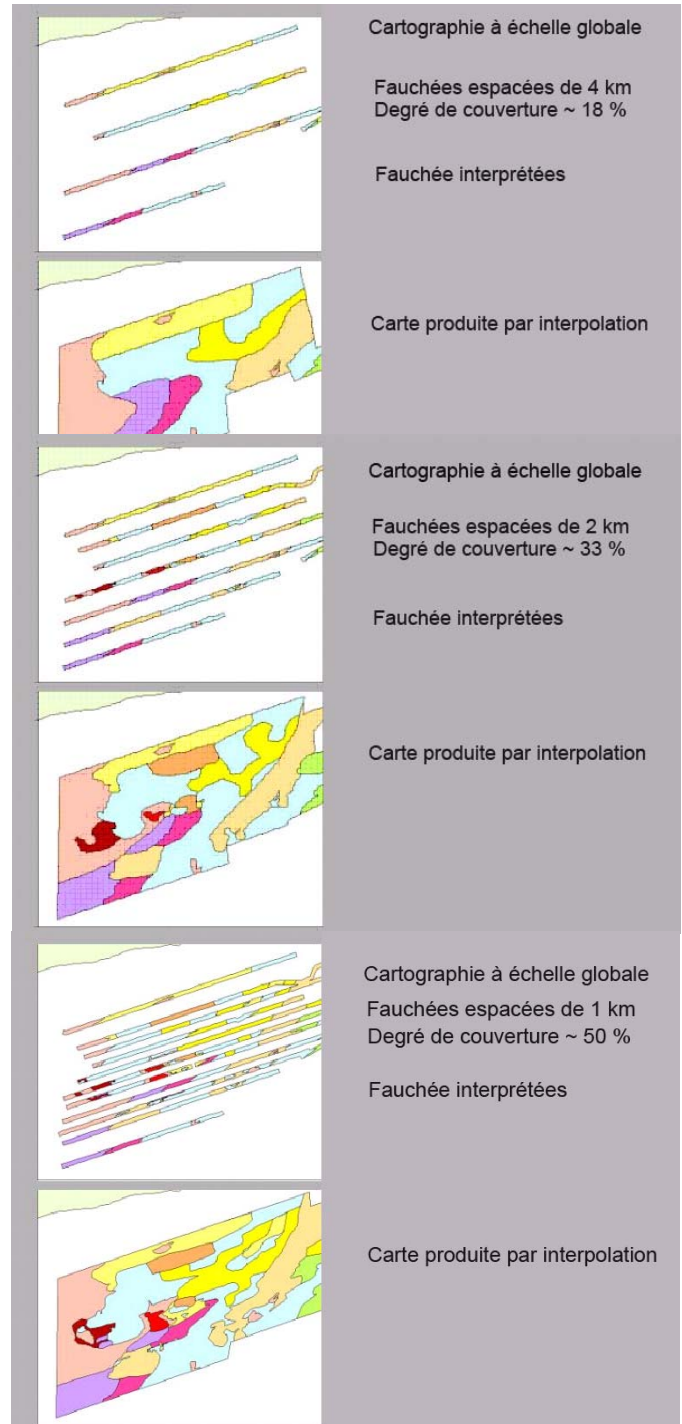 Cartographie à échelle globale
Fauchées espacées de 4 km
Degré de couverture ~ 18 %
Fauchée interprétées
Carte produite par interpolation
Cartographie à échelle globale
Fauchées espacées de 2 km
Degré de couverture ~ 33 %
Fauchée interprétées
Carte produite par interpolation
Cartographie à échelle globale
Fauchées espacées de 1 km
Degré de couverture ~ 50 %
Fauchée interprétées
Carte produite par interpolation